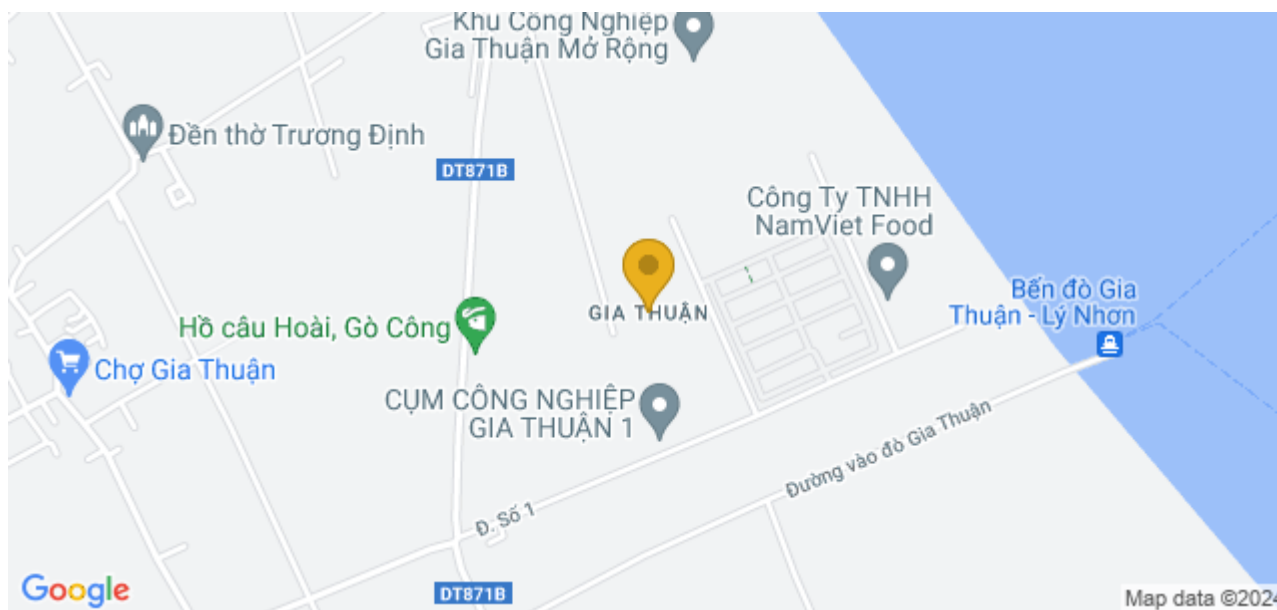 Khu Công Nghiệp
Gia Thuận Mở Rộng
Đền thờ Trương Định
DT871B
Công Ty TNHH
NamViet Food
Bến đò Gia
Thuận - Lý Nhơn
GIA THUẬN
Hồ câu Hoài, Gò Công
Chợ Gia Thuận
CỤM CÔNG NGHIỆP
GIA THUẬN 1
Đường vào đò Gia Thuận
Đ. Số 1
DT871B
Google
Map data ©2024